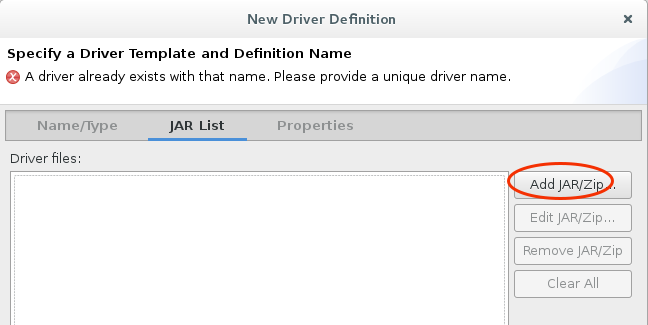 New Driver Definition
Specify a Driver Template and Definition Name
A driver already exists with that name. Please provide a unique driver name.
Name/Type JAR List Properties
Driver files:
Add JAR/Zip...
Edit JAR/Zip...
Remove JAR/Zip
Clear All